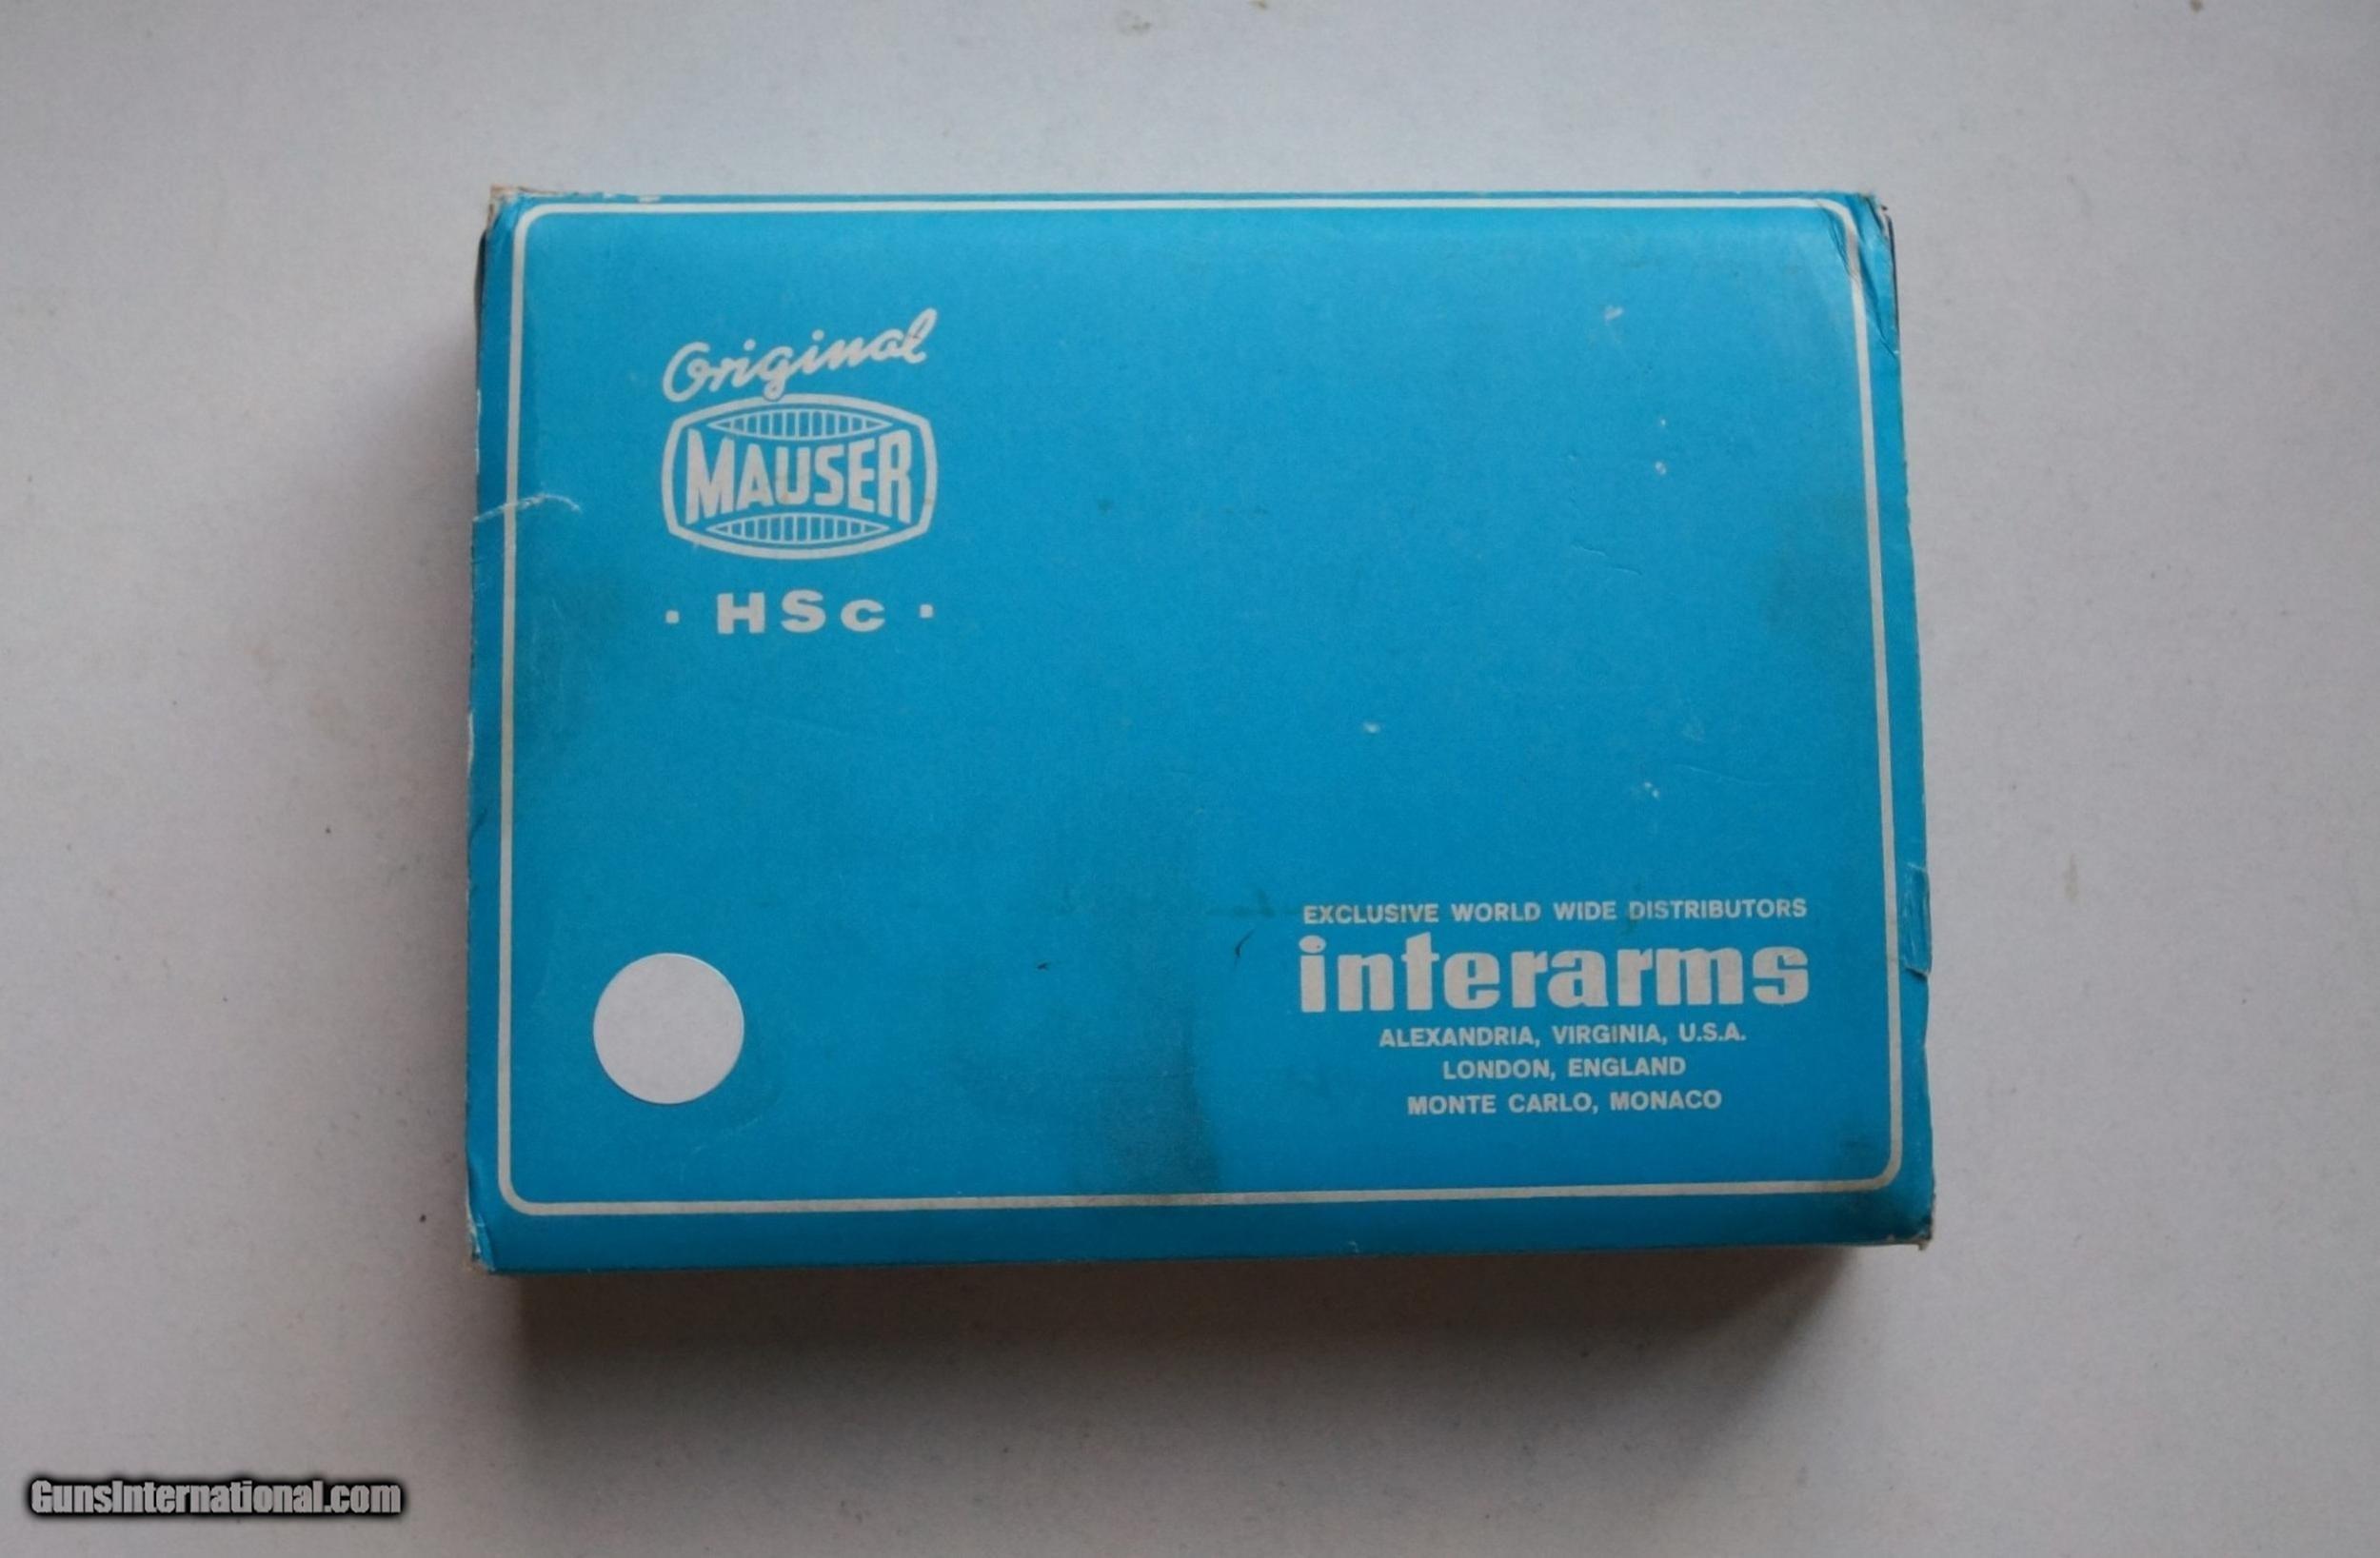 Original
MAUSER
· HSc ·
EXCLUSIVE WORLD WIDE DISTRIBUTORS
interarms
ALEXANDRIA, VIRGINIA, U.S.A.
LONDON, ENGLAND
MONTE CARLO, MONACO
GunsInternational.com